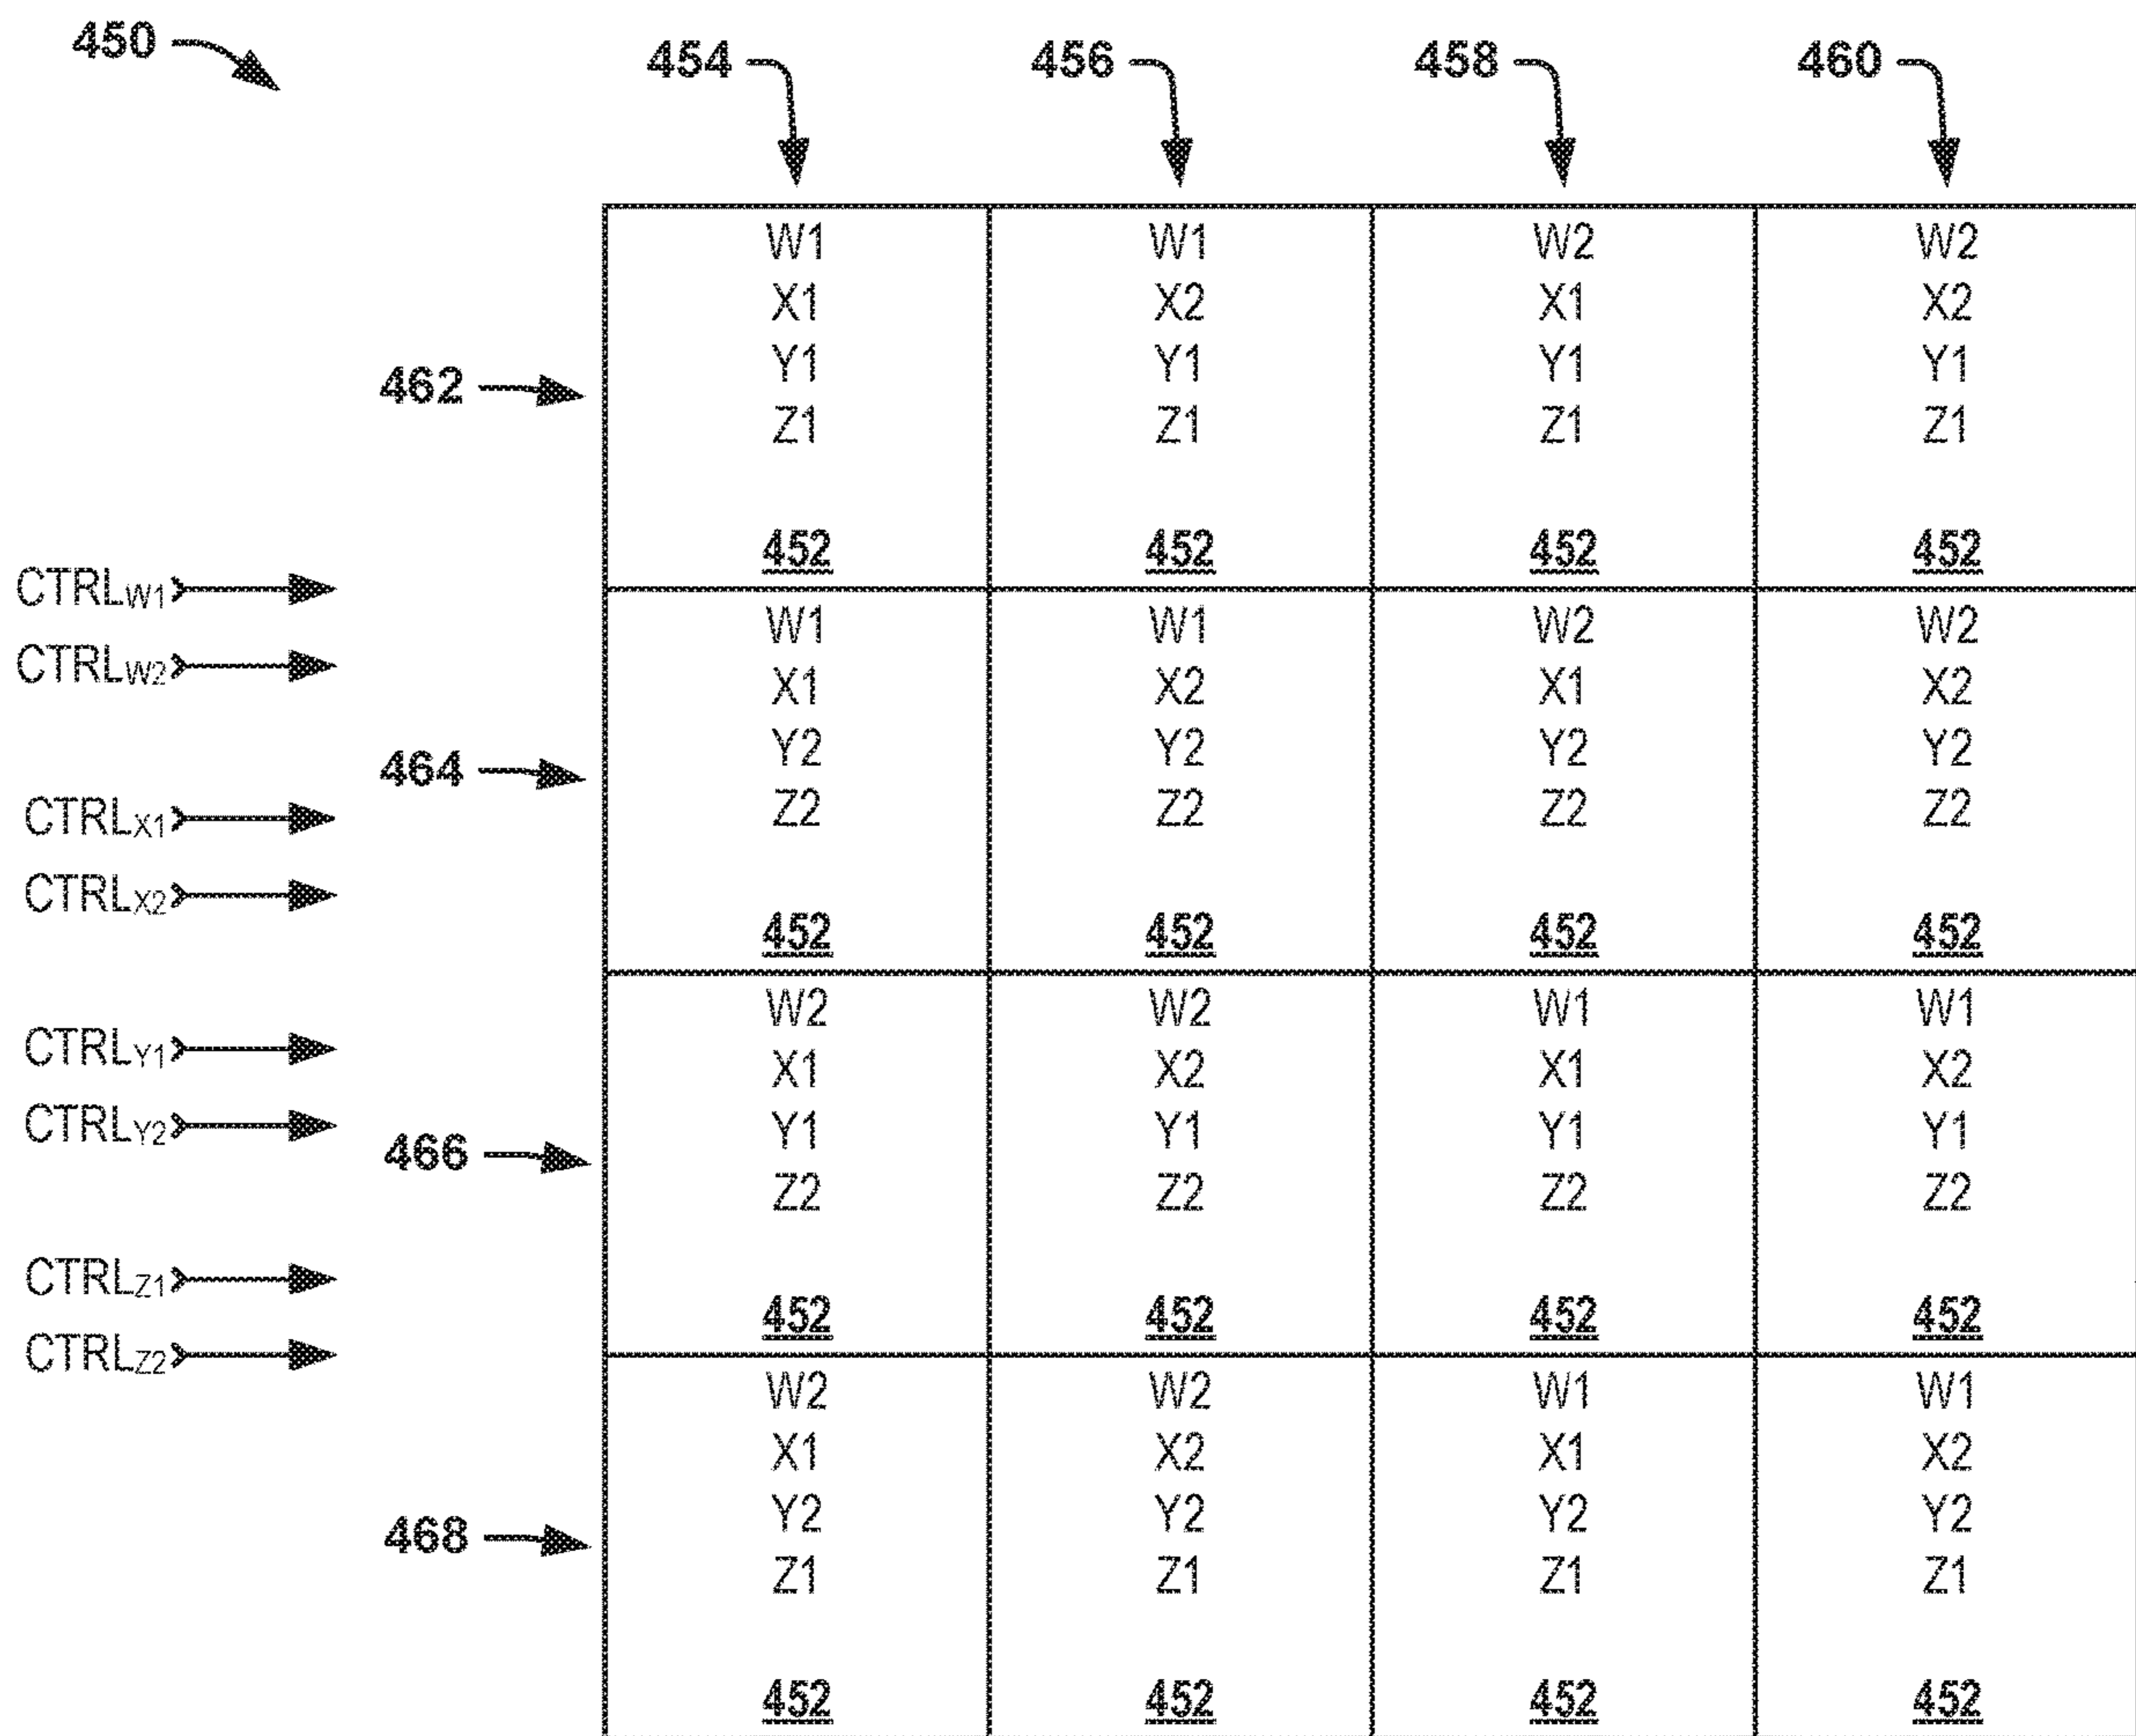 450
454 456 458 460
W1 W1 W2 W2
X1 X2 X1 X2
Y1 Y1 Y1 Y1
462
Z1 Z1 Z1 Z1
452 452 452 452
CTRLW1
W1 W1 W2 W2
CTRLW2
X1 X2 X1 X2
Y2 Y2 Y2 Y2
464
Z2 Z2 Z2 Z2
CTRLX1
CTRLX2
452 452 452 452
W2 W2 W1 W1
CTRLY1
X1 X2 X1 X2
CTRLY2
Y1 Y1 Y1 Y1
466
Z2 Z2 Z2 Z2
CTRLZ1
452 452 452 452
CTRLZ2
W2 W2 W1 W1
X1 X2 X1 X2
Y2 Y2 Y2 Y2
468
Z1 Z1 Z1 Z1
452 452 452 452